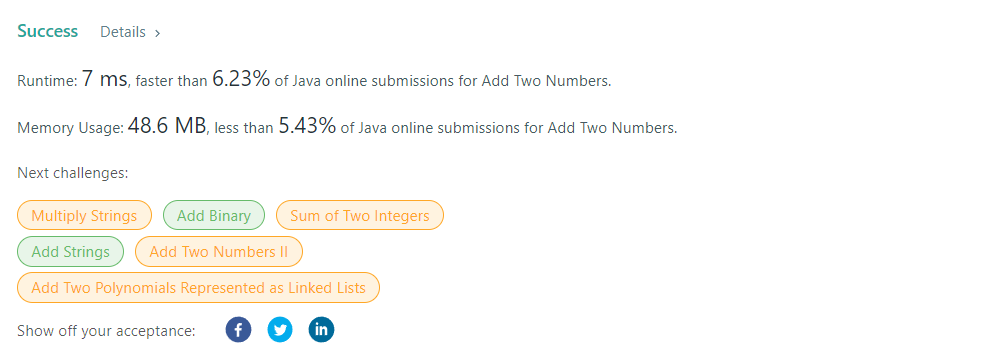 Success Details >
Runtime: 7 ms, faster than 6.23% of Java online submissions for Add Two Numbers.
Memory Usage: 48.6 MB, less than 5.43% of Java online submissions for Add Two Numbers.
Next challenges:
Multiply Strings Add Binary Sum of Two Integers
Add Strings Add Two Numbers II
Add Two Polynomials Represented as Linked Lists
Show off your acceptance: f in